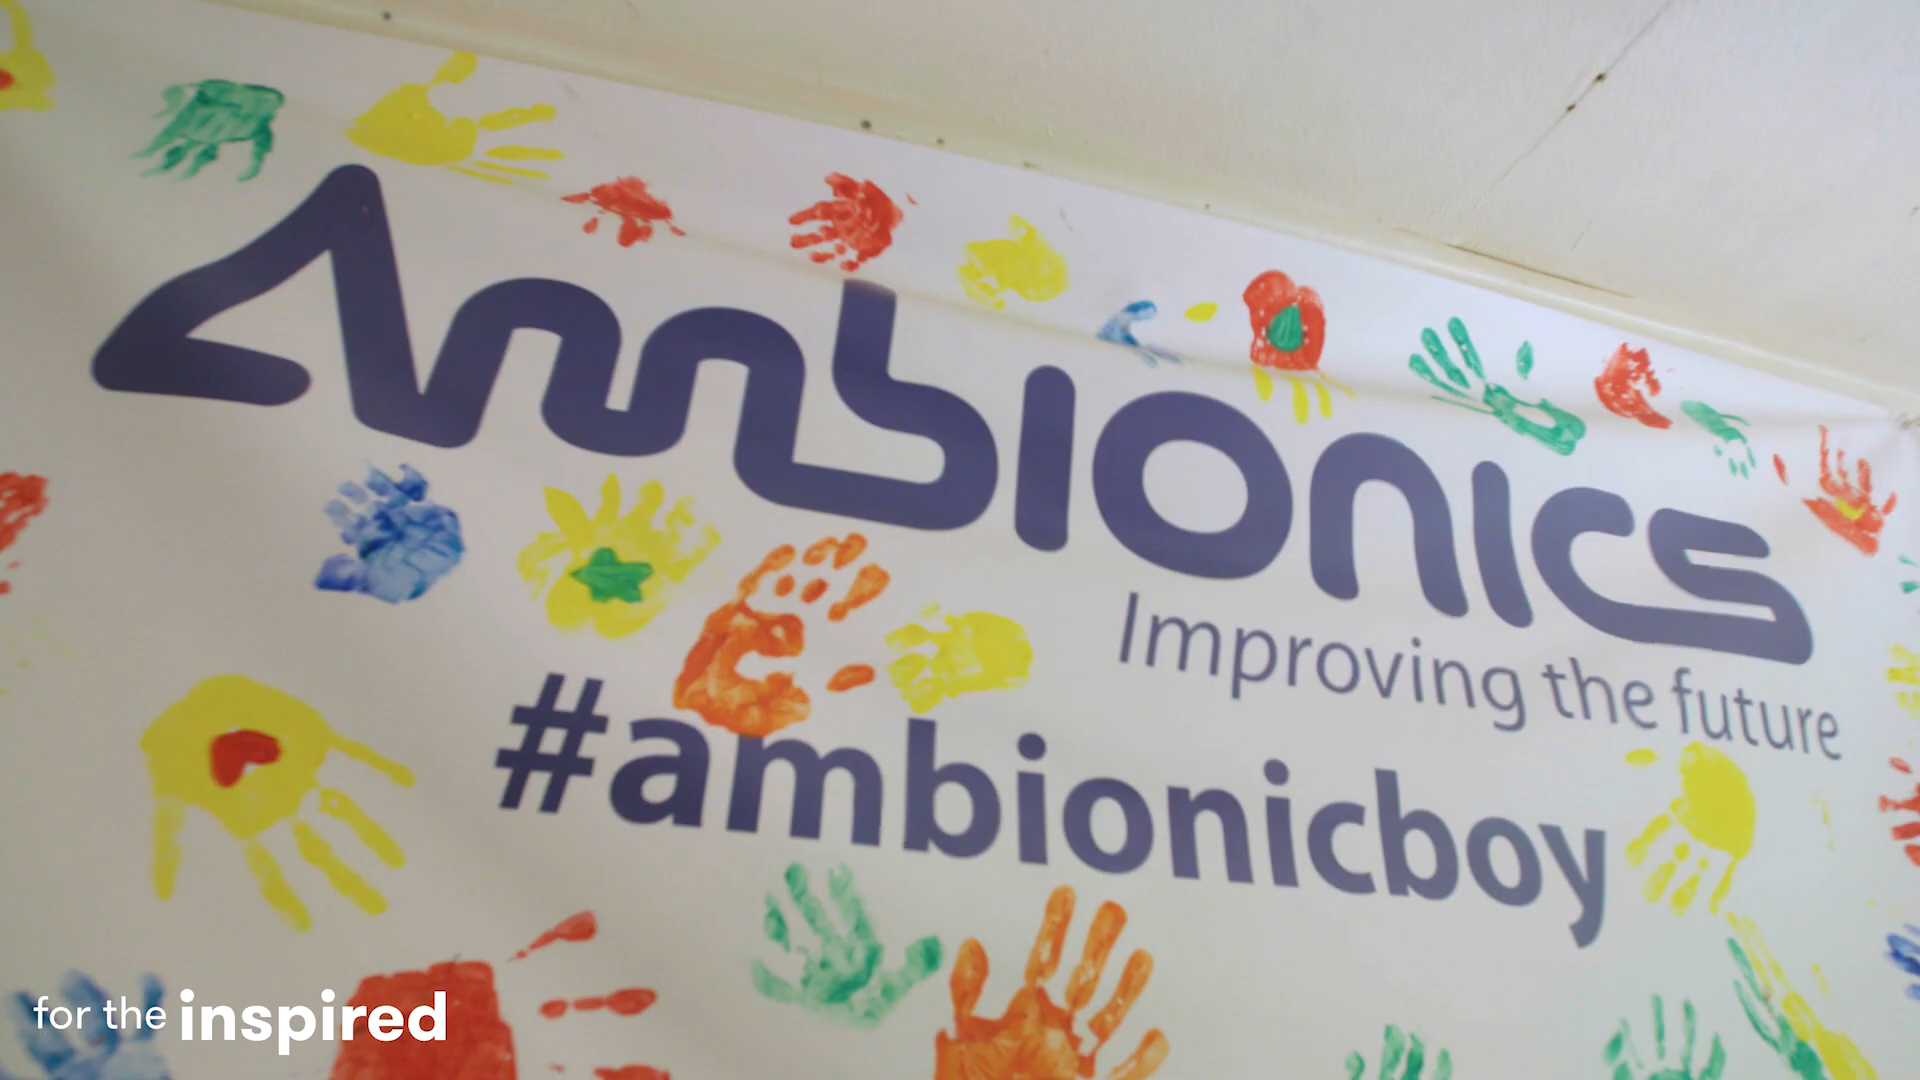 Ambionics
Improving the future
#ambionicboy
for the inspired